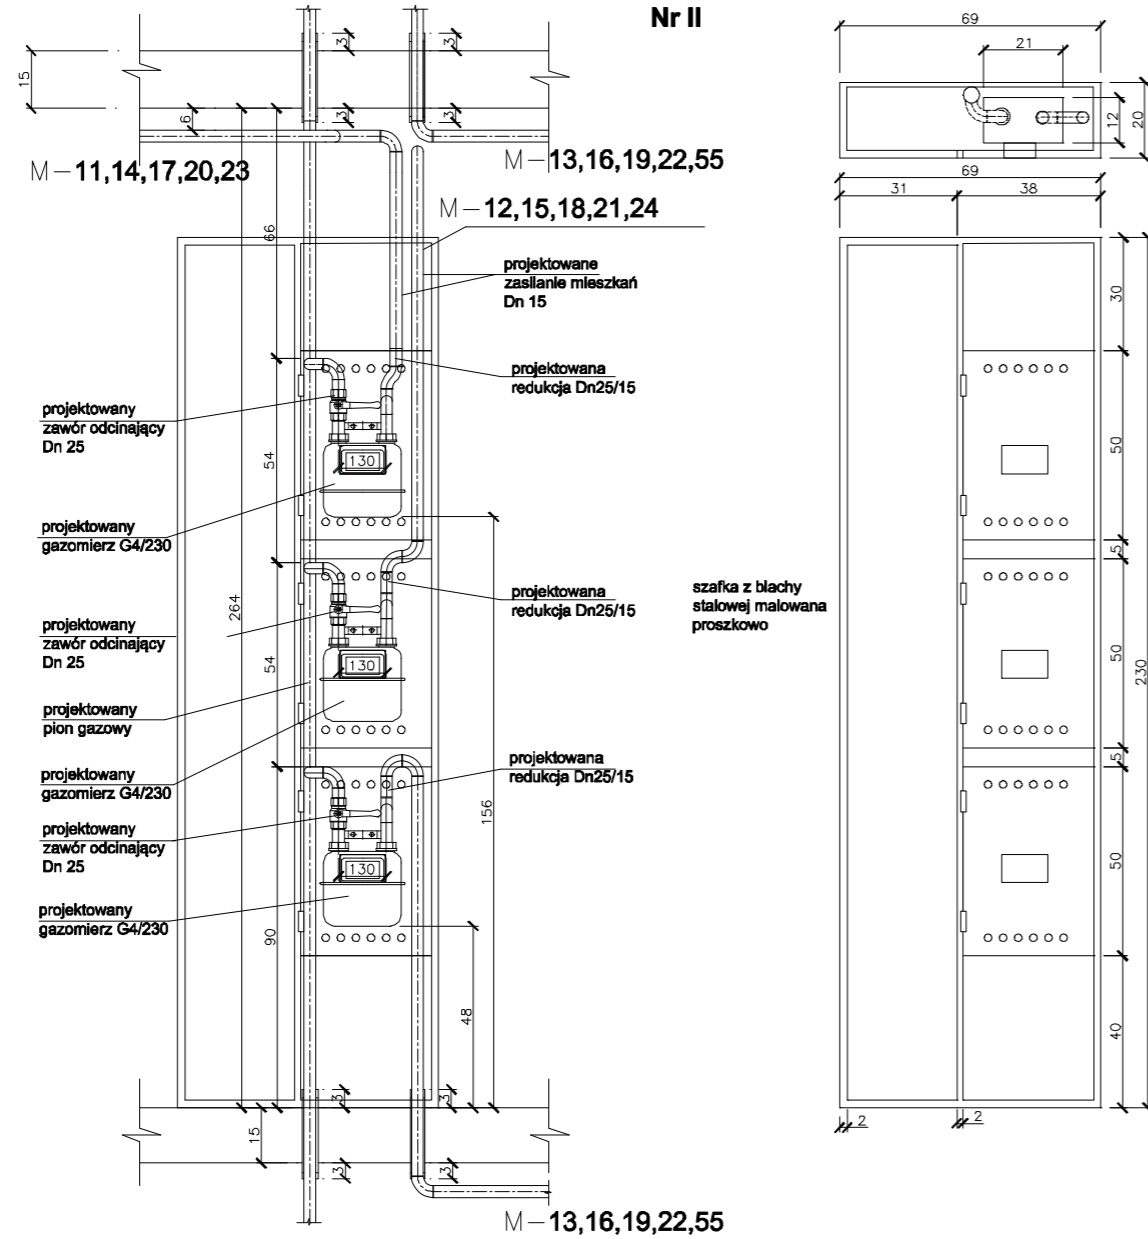 Nr II
3
3
15
6
3
3
M-11,14,17,20,23
M-13,16,19,22,55
M-12,15,18,21,24
66
projektowane
zasilanie mieszkań
Dn 15
projektowana
redukcja Dn25/15
projektowany
zawór odcinający
Dn 25
54
130
projektowany
gazomierz G4/230
264
projektowana
redukcja Dn25/15
projektowany
zawór odcinający
Dn 25
54
130
projektowany
pion gazowy
projektowany
gazomierz G4/230
projektowana
redukcja Dn25/15
156
projektowany
zawór odcinający
Dn 25
130
projektowany
gazomierz G4/230
90
48
3
3
15
3
3
M-13,16,19,22,55
69
21
12
20
69
31
38
30
50
5
szafka z blachy
stalowej malowana
proszkowo
50
230
5
50
40
2
2